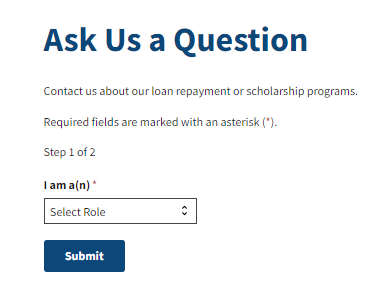 Ask Us a Question
Contact us about our loan repayment or scholarship programs.
Required fields are marked with an asterisk (*).
Step 1 of 2
I am a(n) *
Select Role
Submit